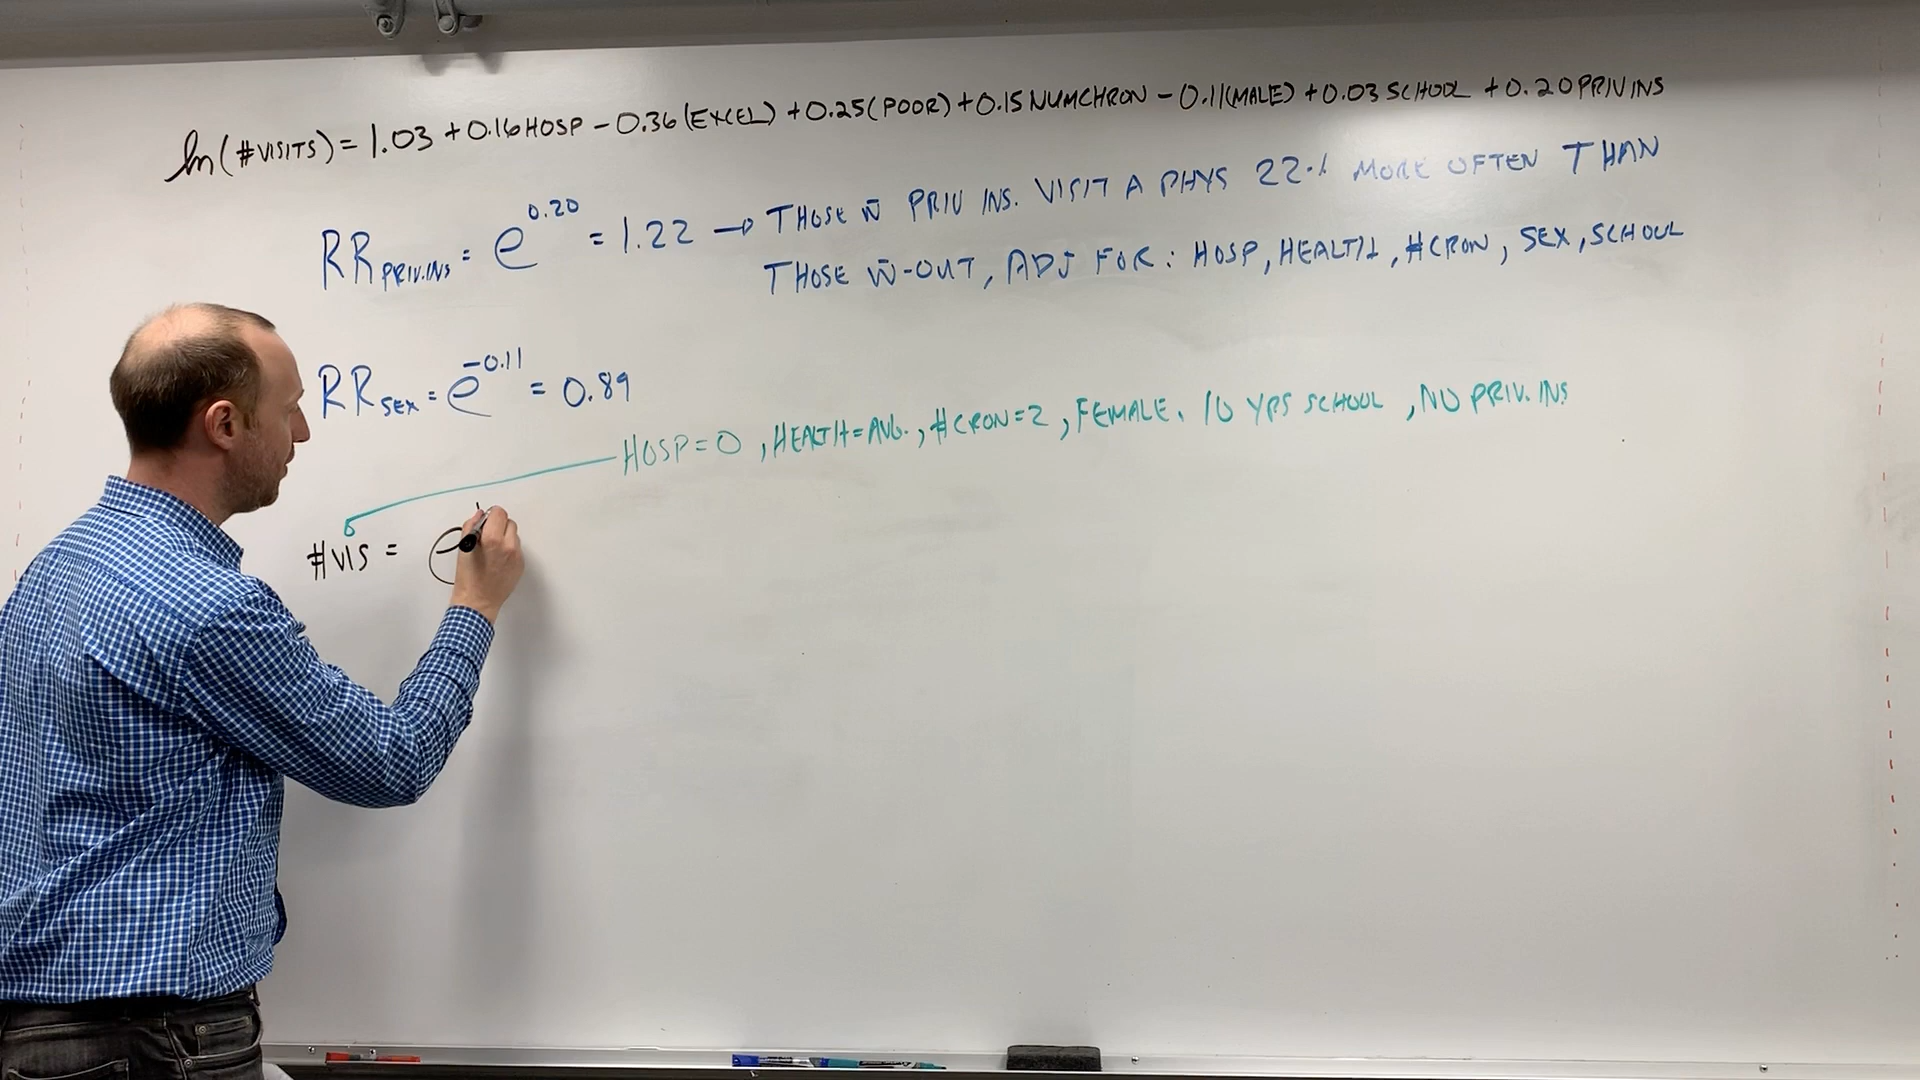 ln(#VISITS) = 1.03 + 0.16 HOSP - 0.36 (EXCEL) + 0.25 (POOR) + 0.15 NUMCHRON - 0.11 (MALE) + 0.03 SCHOOL + 0.20 PRIV INS
RR PRIV.INS = e^0.20 = 1.22 → THOSE W̄ PRIV INS. VISIT A PHYS 22% MORE OFTEN THAN
THOSE W̄-OUT, ADJ FOR: HOSP, HEALTH, #CRON, SEX, SCHOOL
RR SEX = e^-0.11 = 0.89
HOSP=0, HEALTH=AVG., #CRON=2, FEMALE, 10 YRS SCHOOL, NO PRIV. INS
#VIS = e